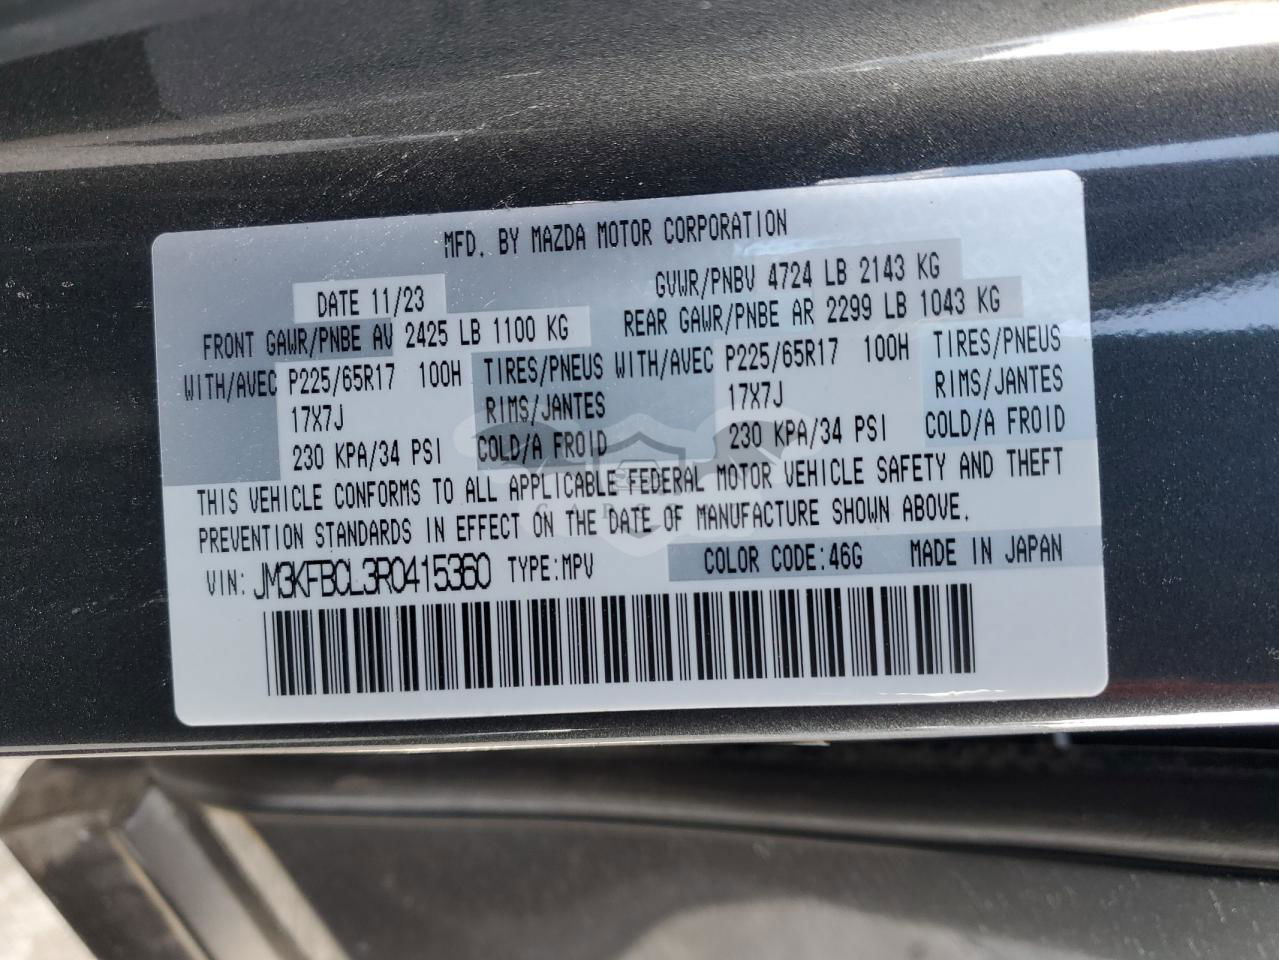 MFD. BY MAZDA MOTOR CORPORATION
DATE 11/23 GVWR/PNBV 4724 LB 2143 KG
FRONT GAWR/PNBE AV 2425 LB 1100 KG REAR GAWR/PNBE AR 2299 LB 1043 KG
WITH/AVEC P225/65R17 100H TIRES/PNEUS WITH/AVEC P225/65R17 100H TIRES/PNEUS
17X7J RIMS/JANTES 17X7J RIMS/JANTES
230 KPA/34 PSI COLD/A FROID 230 KPA/34 PSI COLD/A FROID
THIS VEHICLE CONFORMS TO ALL APPLICABLE FEDERAL MOTOR VEHICLE SAFETY AND THEFT
PREVENTION STANDARDS IN EFFECT ON THE DATE OF MANUFACTURE SHOWN ABOVE.
VIN: JM3KFBCL3R0415360 TYPE:MPV COLOR CODE:46G MADE IN JAPAN